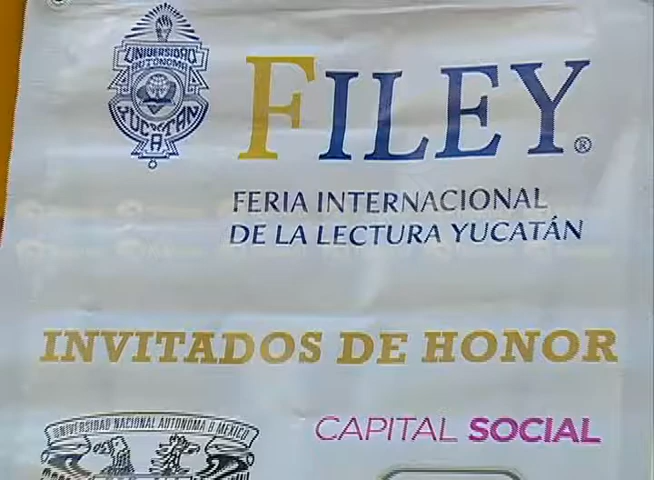 UNIVERSIDAD
AUTONOMA
YUCATAN
FILEY®
FERIA INTERNACIONAL
DE LA LECTURA YUCATÁN
INVITADOS DE HONOR
UNIVERSIDAD NACIONAL AUTONOMA D MEXICO
CAPITAL SOCIAL